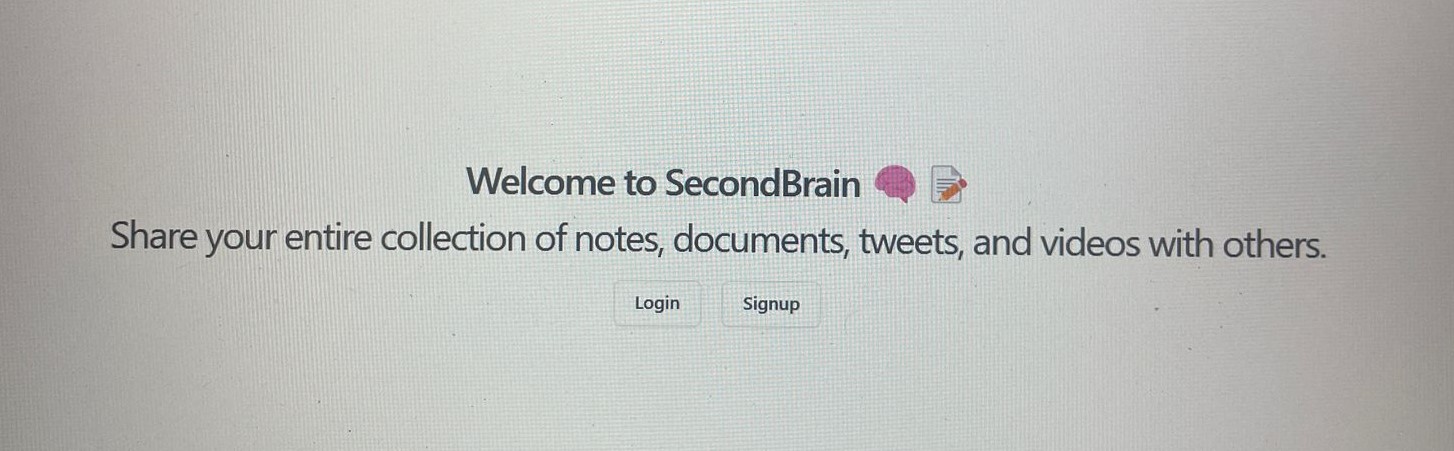 Welcome to SecondBrain 🧠 📝
Share your entire collection of notes, documents, tweets, and videos with others.
Login Signup